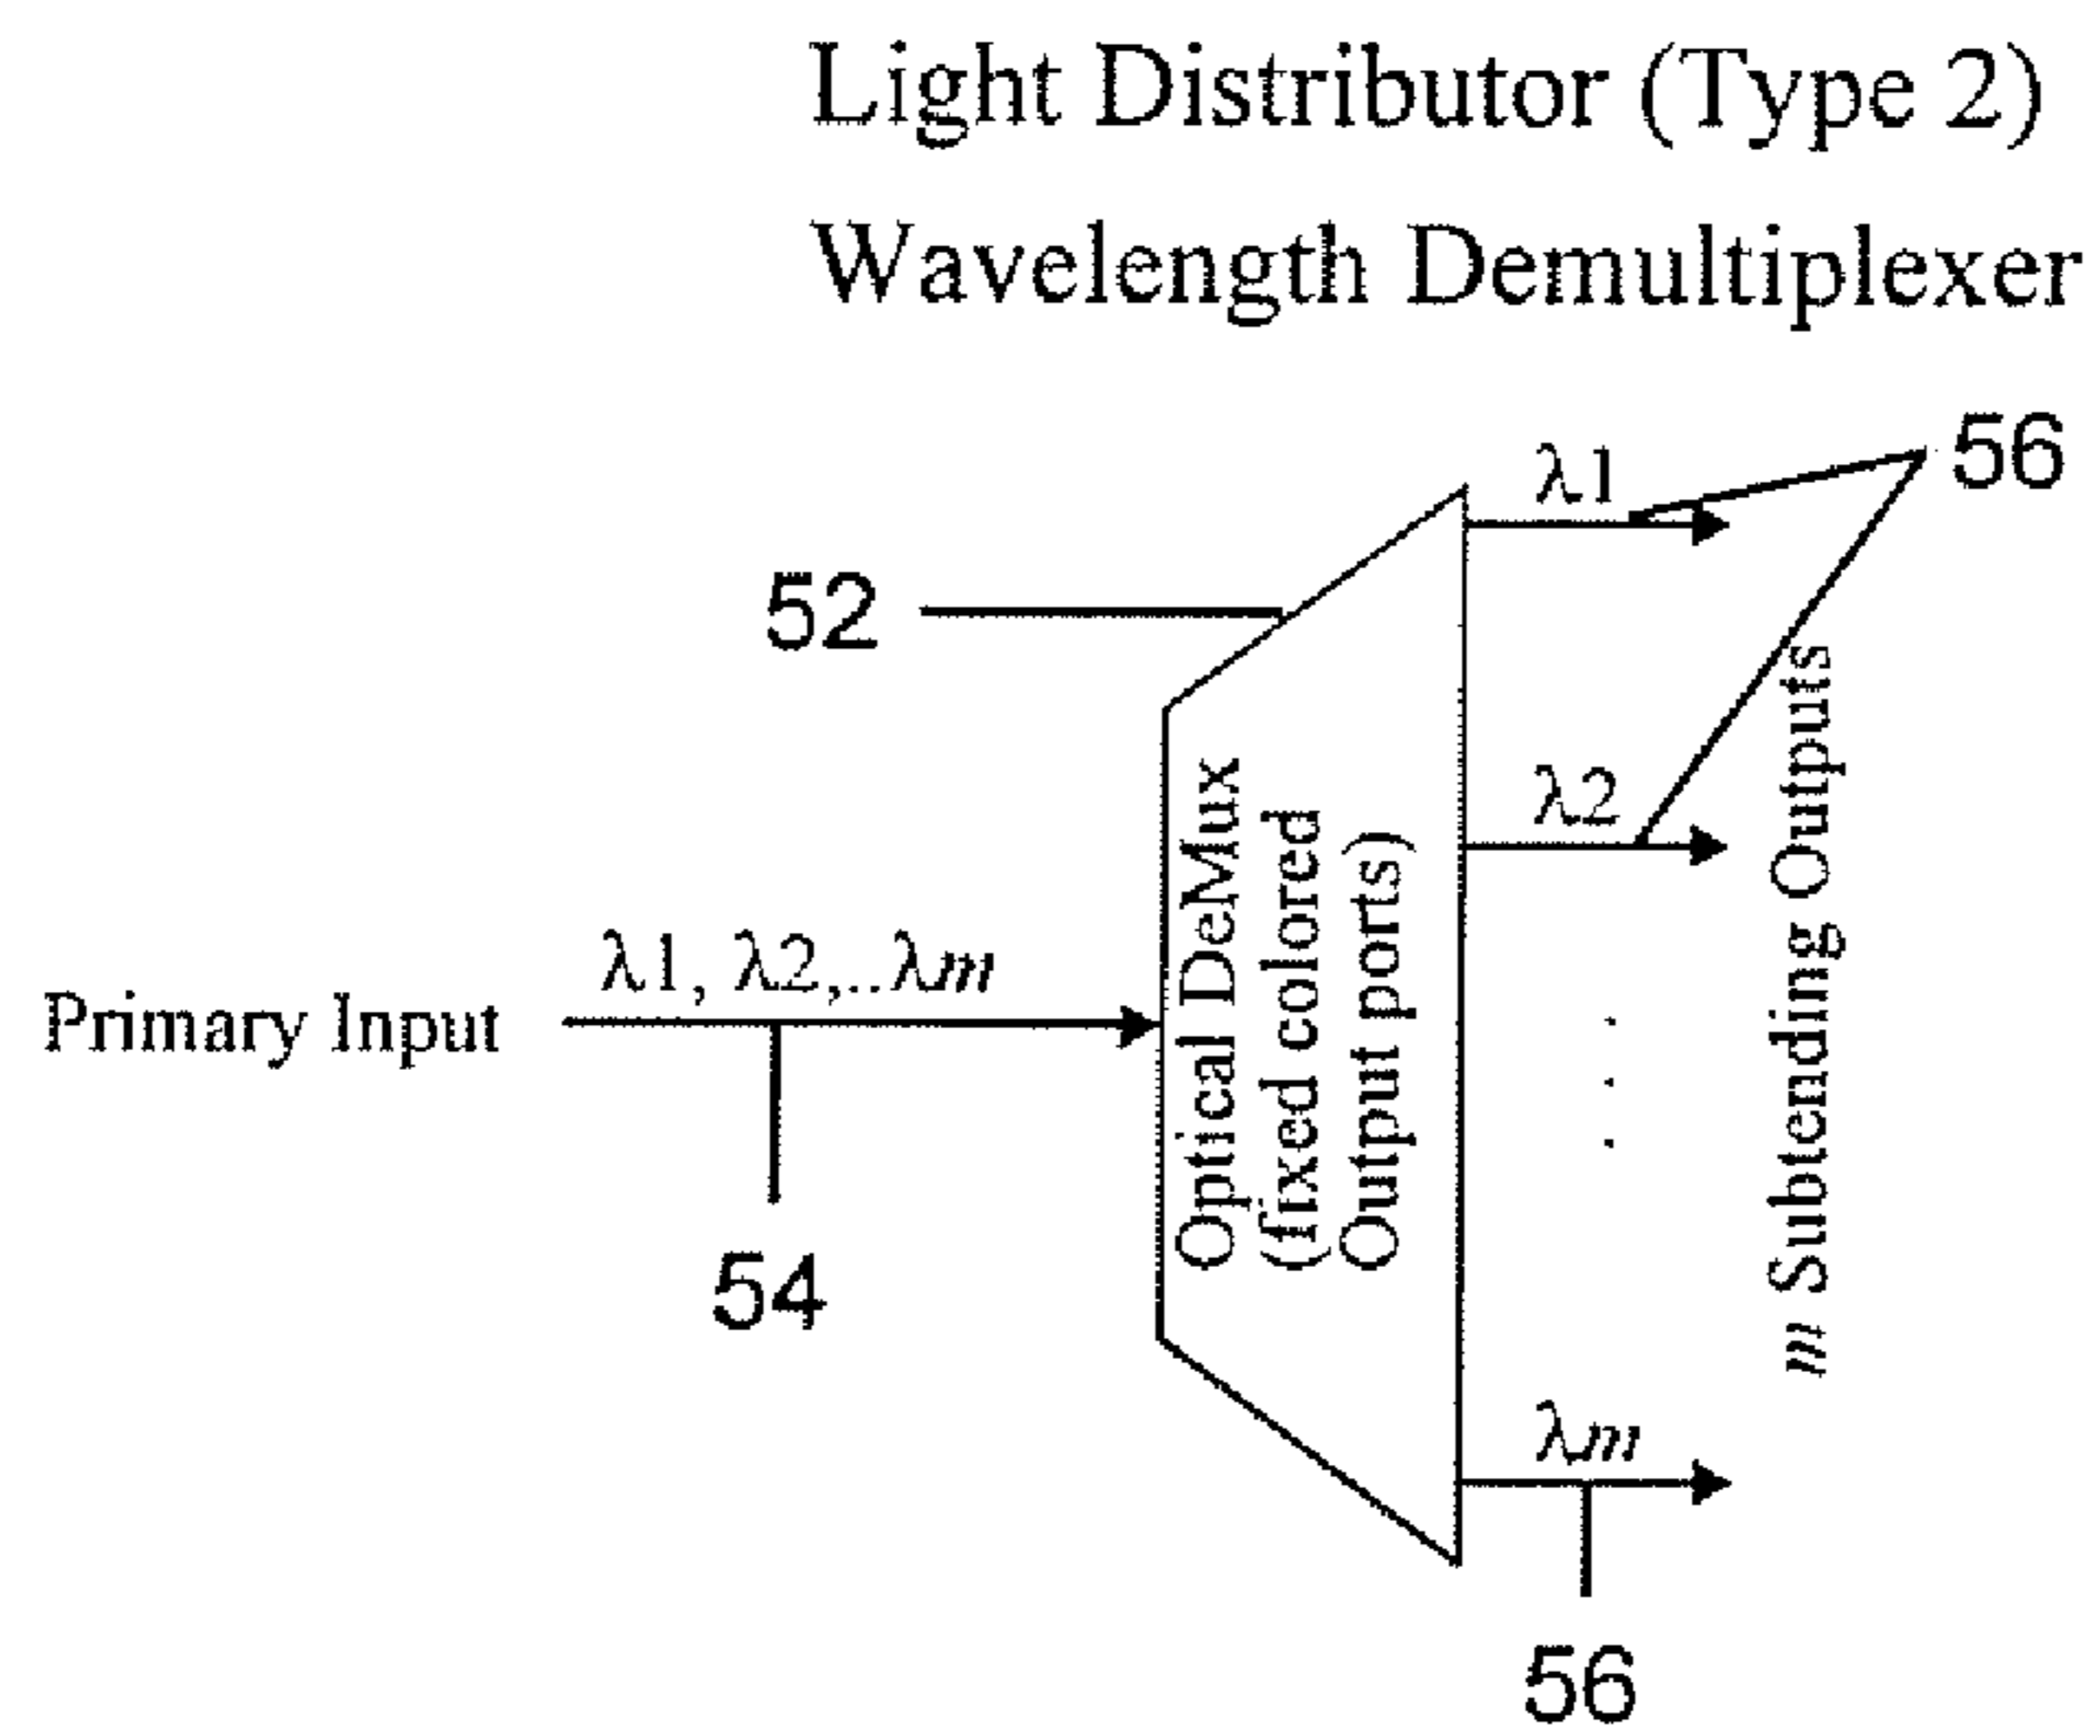 Light Distributor (Type 2)
Wavelength Demultiplexer
56
λ1
52
λ2
λ1, λ2,..λm
Primary Input
Optical DeMux
(fixed colored
Output ports)
m Subtending Outputs
54
λm
56